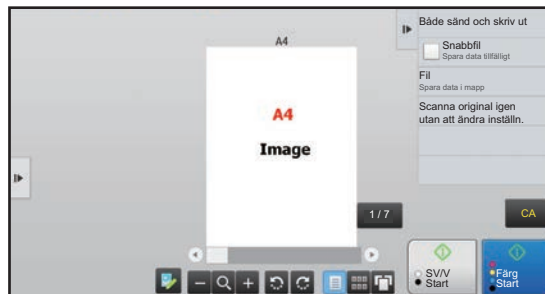 A4
A4
Image
1 / 7
Både sänd och skriv ut
Snabbfil
Spara data tillfälligt
Fil
Spara data i mapp
Scanna original igen
utan att ändra inställn.
CA
SV/V
Start
Färg
Start